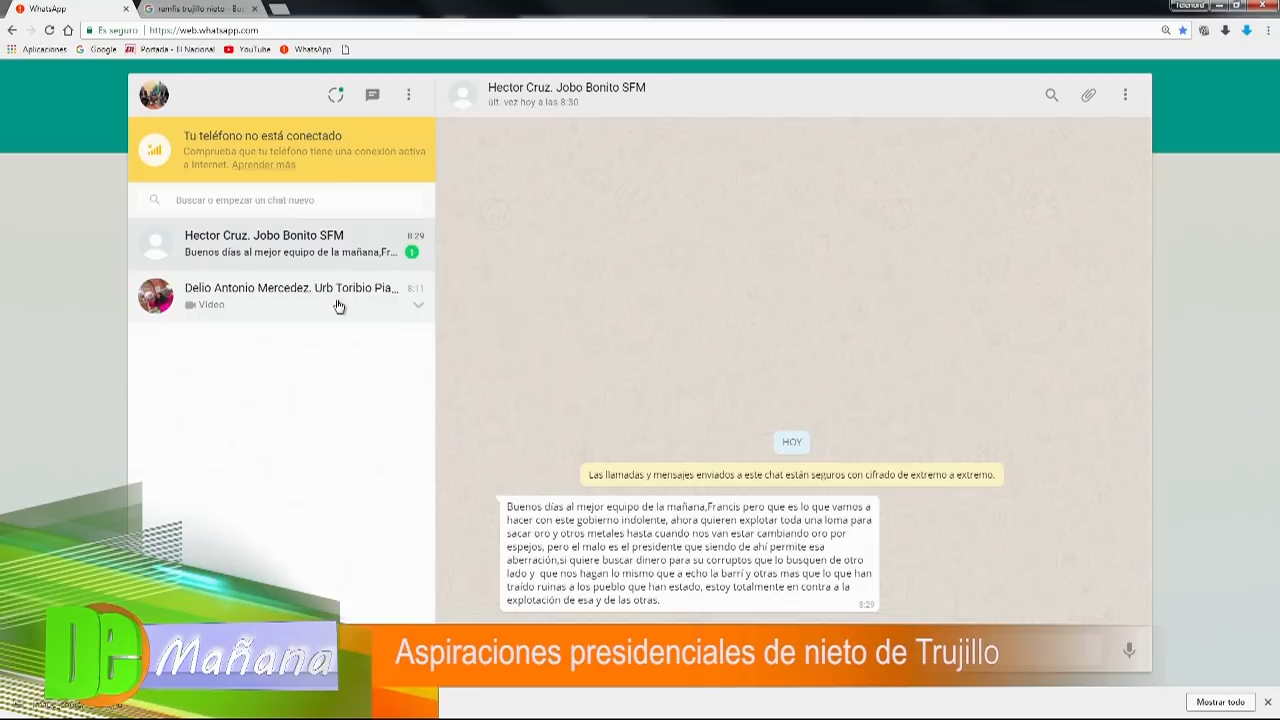 WhatsApp
ramfis trujillo nieto - Bus
Telenord
Es seguro
https://web.whatsapp.com
Aplicaciones
Google
Portada - El Nacional
YouTube
WhatsApp
Hector Cruz. Jobo Bonito SFM
últ. vez hoy a las 8:30
Tu teléfono no está conectado
Comprueba que tu teléfono tiene una conexión activa
a Internet. Aprender más
Buscar o empezar un chat nuevo
Hector Cruz. Jobo Bonito SFM
8:29
Buenos días al mejor equipo de la mañana,Fr...
1
Delio Antonio Mercedez. Urb Toribio Pia...
8:11
Video
HOY
Las llamadas y mensajes enviados a este chat están seguros con cifrado de extremo a extremo.
Buenos días al mejor equipo de la mañana,Francis pero que es lo que vamos a
hacer con este gobierno indolente, ahora quieren explotar toda una loma para
sacar oro y otros metales hasta cuando nos van estar cambiando oro por
espejos, pero el malo es el presidente que siendo de ahí permite esa
aberración,si quiere buscar dinero para su corruptos que lo busquen de otro
lado y que nos hagan lo mismo que a echo la barrí y otras mas que lo que han
traído ruinas a los pueblo que han estado, estoy totalmente en contra a la
explotación de esa y de las otras.
8:29
De Mañana
Aspiraciones presidenciales de nieto de Trujillo
Mostrar todo